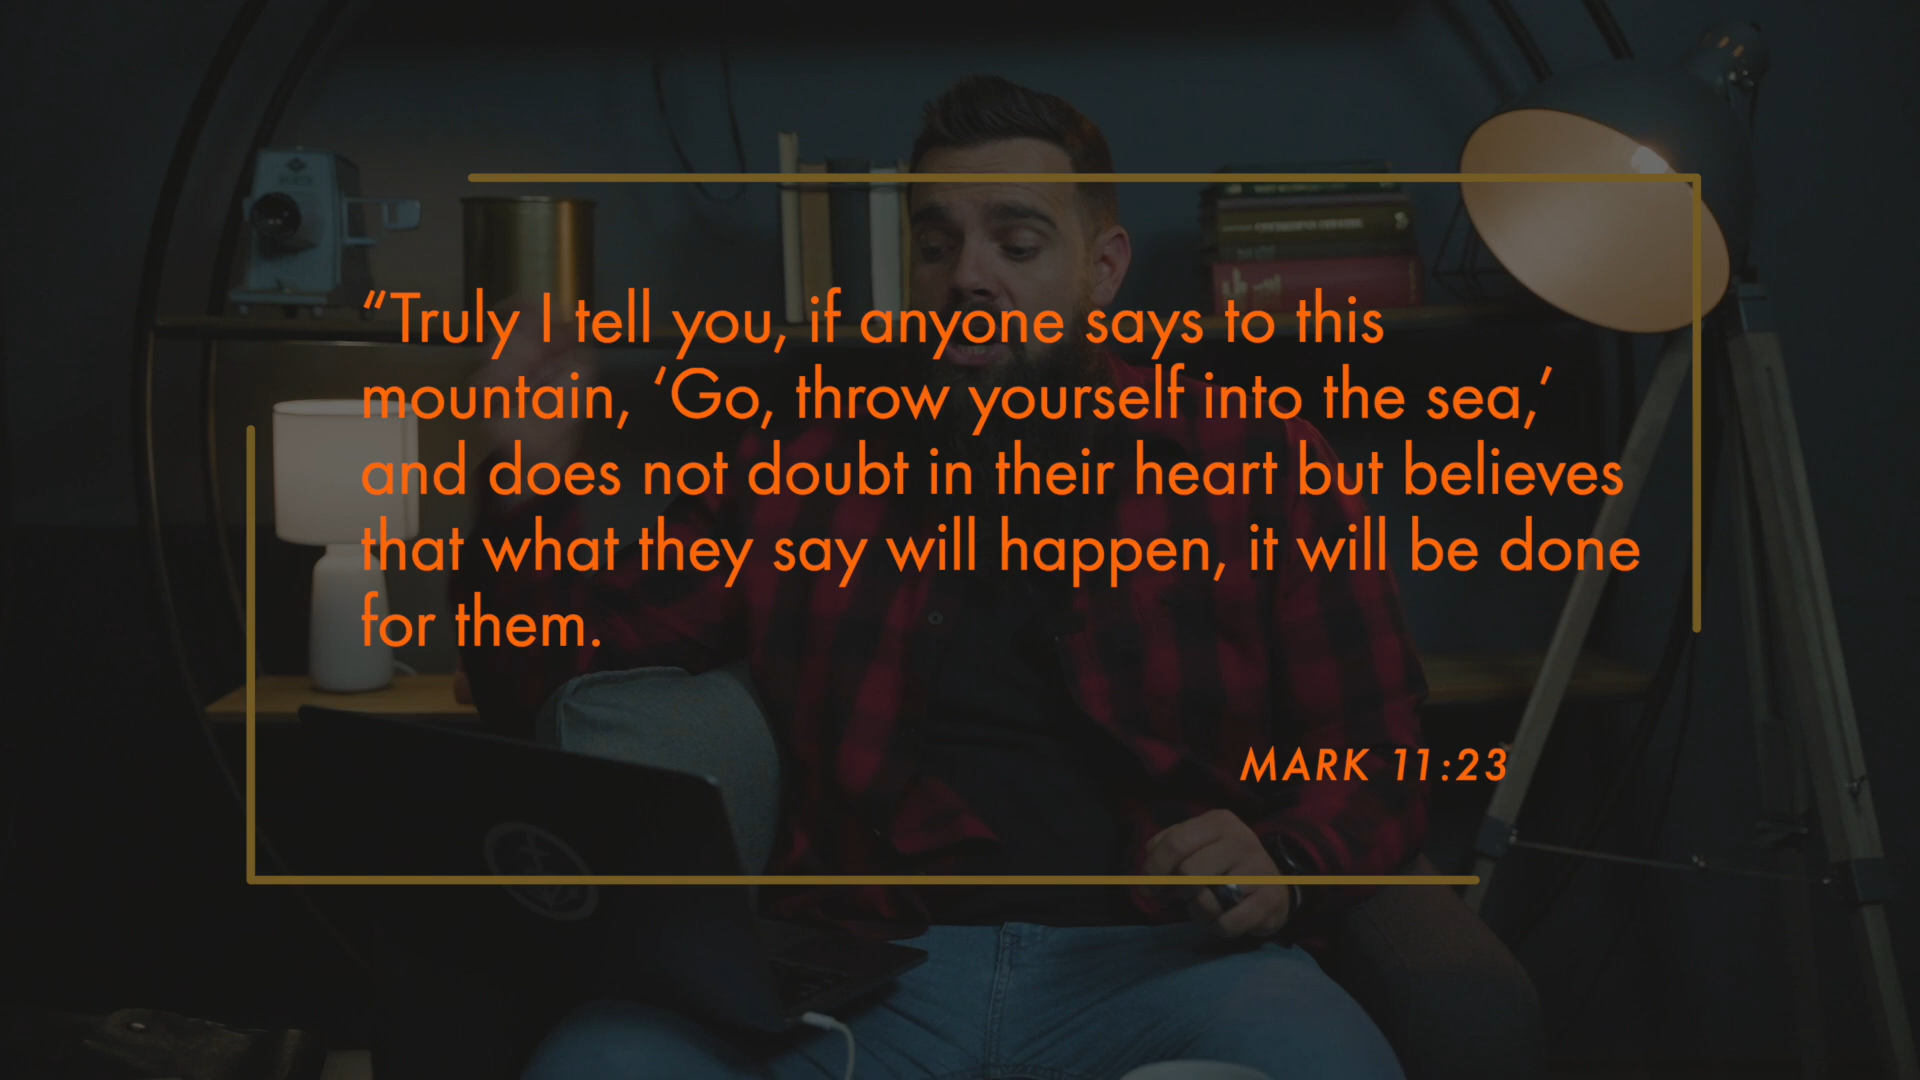 “Truly I tell you, if anyone says to this
mountain, ‘Go, throw yourself into the sea,’
and does not doubt in their heart but believes
that what they say will happen, it will be done
for them.
MARK 11:23